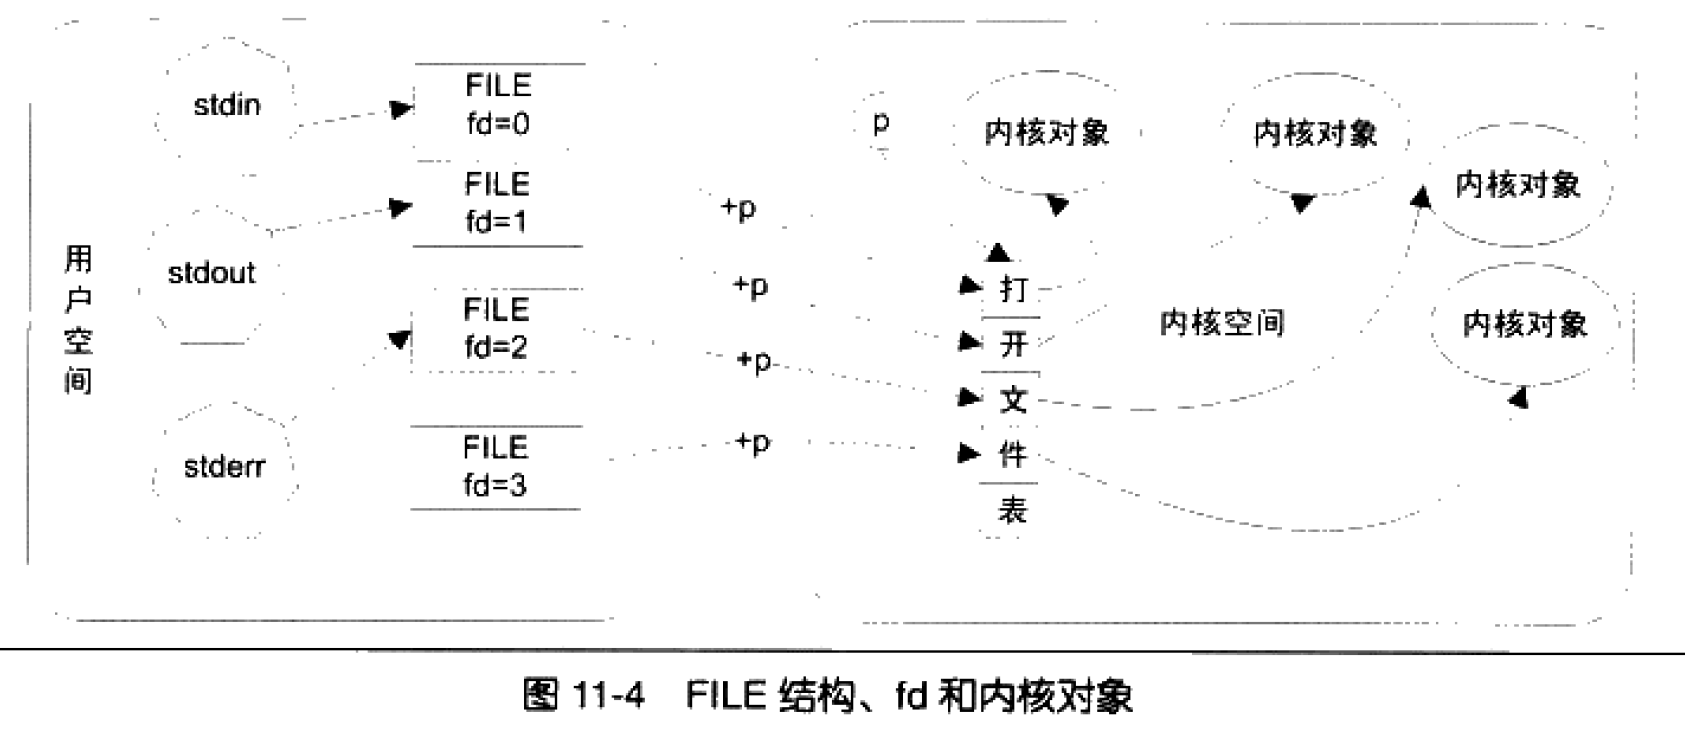 stdin
FILE
fd=0
FILE
fd=1
stdout
FILE
fd=2
stderr
FILE
fd=3
用户空间
+p
+p
+p
+p
p
内核对象
内核对象
内核对象
内核对象
打开文件表
内核空间
图 11-4 FILE 结构、fd 和内核对象